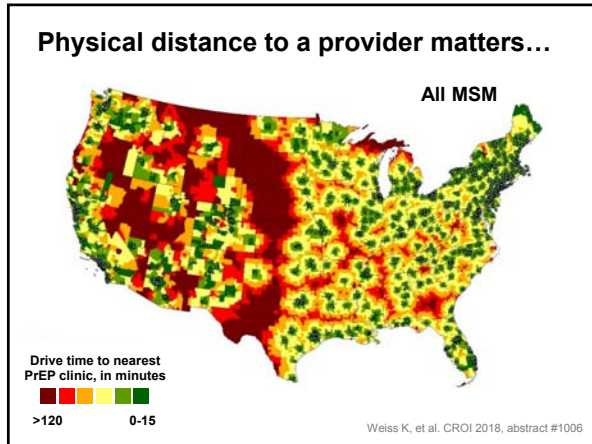 Physical distance to a provider matters…
All MSM
Drive time to nearest
PrEP clinic, in minutes
>120 0-15
Weiss K, et al. CROI 2018, abstract #1006